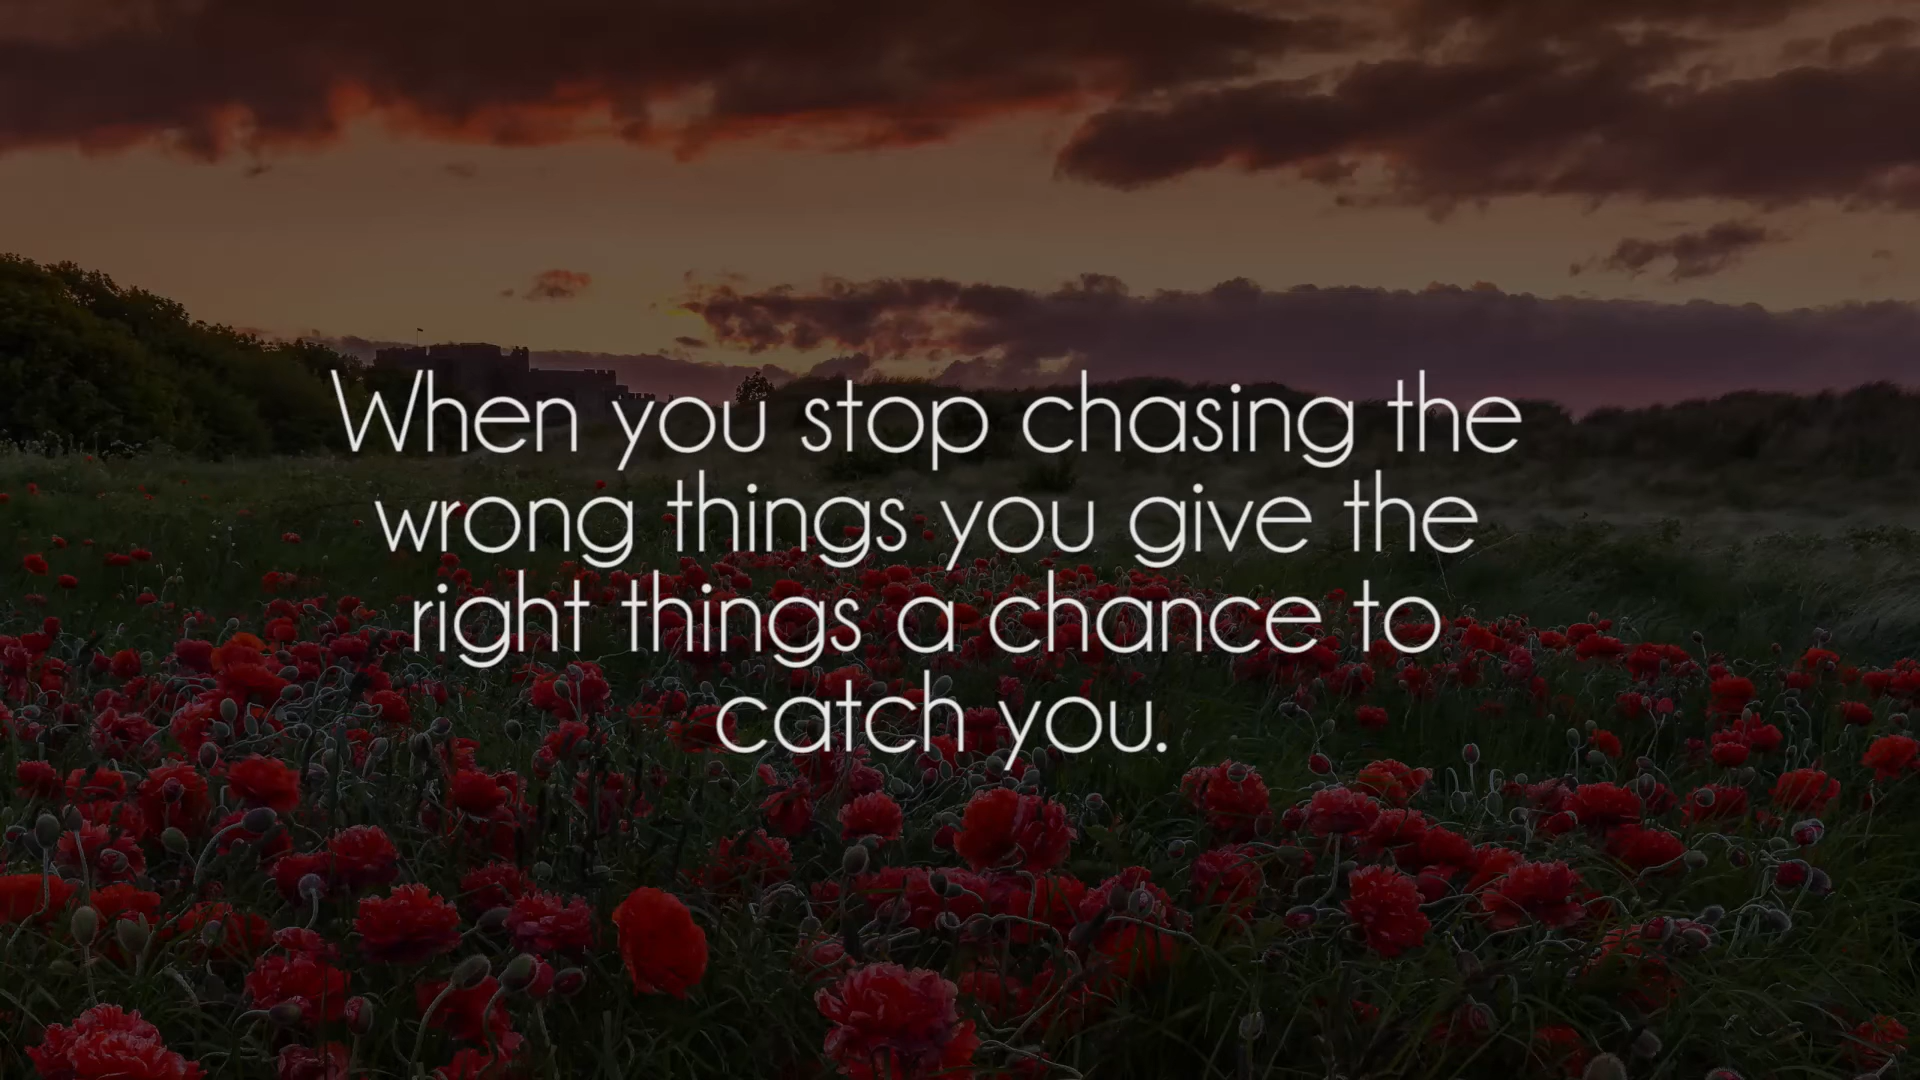 When you stop chasing the
wrong things you give the
right things a chance to
catch you.